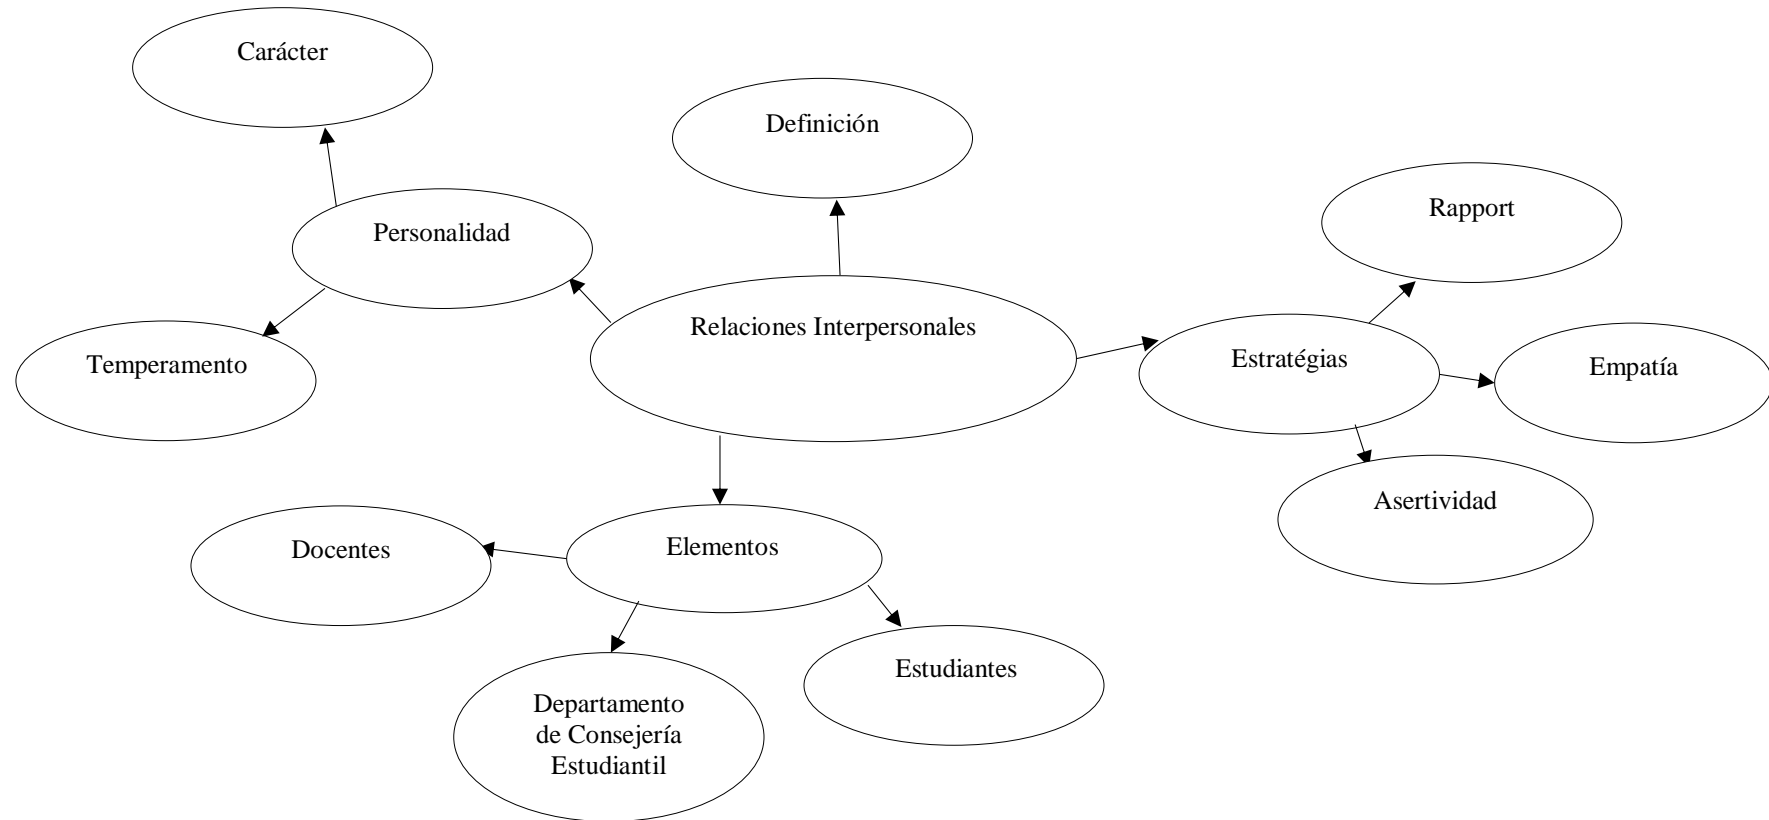 Carácter
Definición
Rapport
Personalidad
Relaciones Interpersonales
Estratégias
Empatía
Temperamento
Asertividad
Docentes
Elementos
Estudiantes
Departamento
de Consejería
Estudiantil